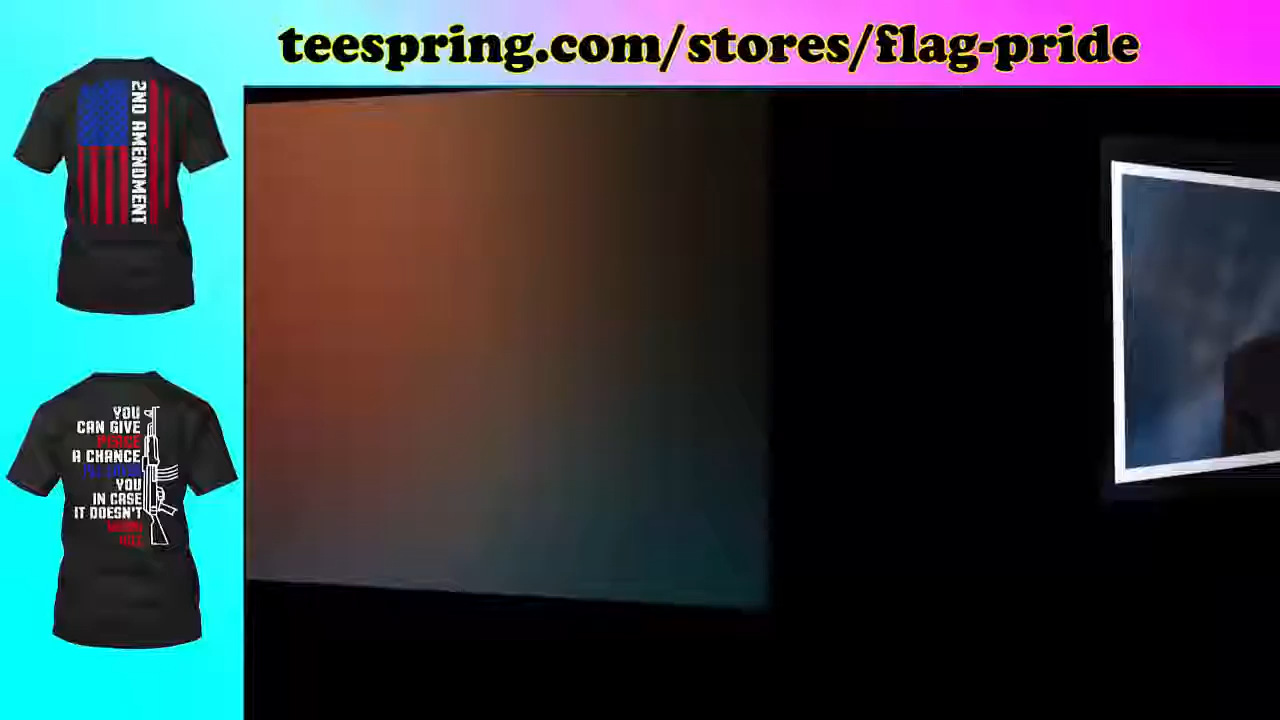 teespring.com/stores/flag-pride
2ND AMENDMENT
YOU
CAN GIVE
PEACE
A CHANCE
YOU
IN CASE
IT DOESN'T